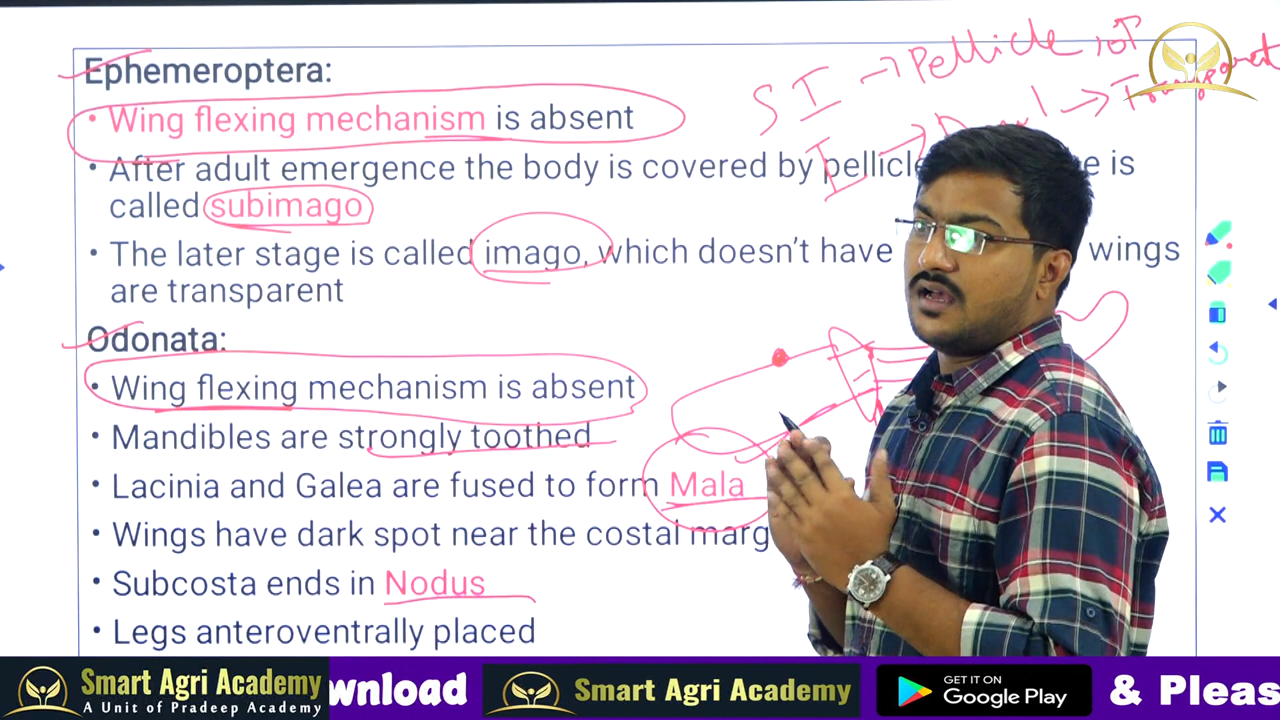 Ephemeroptera:
• Wing flexing mechanism is absent
• After adult emergence the body is covered by pellicle e is
called subimago
• The later stage is called imago, which doesn't have wings
are transparent
SI → Pellicle
I →
Odonata:
• Wing flexing mechanism is absent
• Mandibles are strongly toothed
• Lacinia and Galea are fused to form Mala
• Wings have dark spot near the costal marg
• Subcosta ends in Nodus
• Legs anteroventrally placed
Smart Agri Academy
A Unit of Pradeep Academy
wnload
Smart Agri Academy
GET IT ON
Google Play
& Pleas